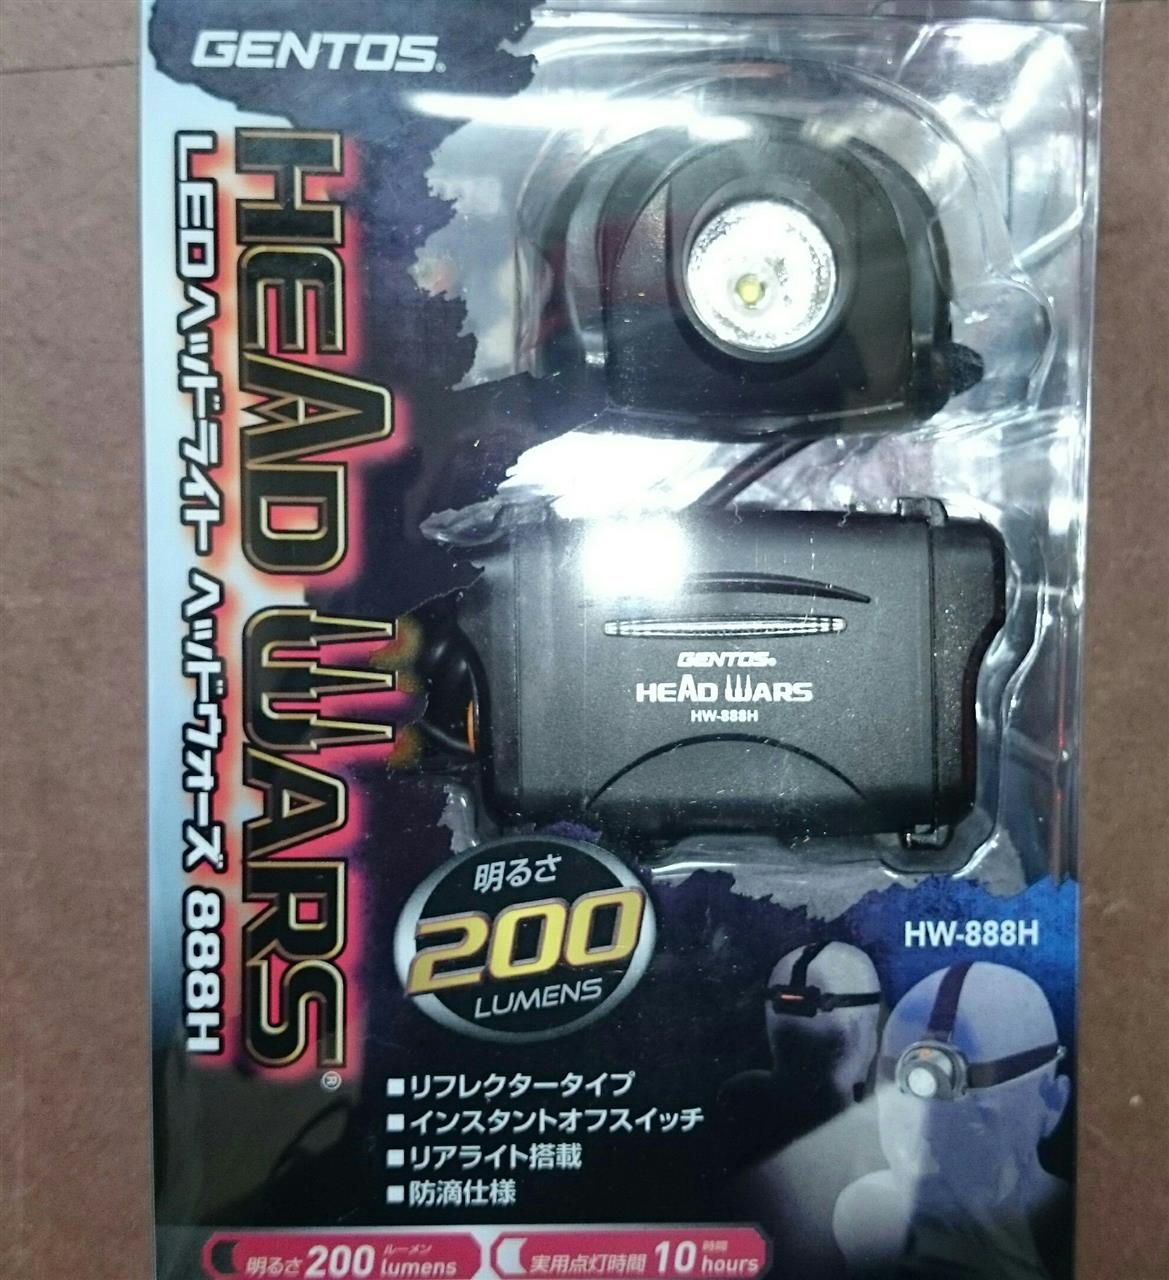 GENTOS®
HEAD WARS®
LEDヘッドライト ヘッドウォーズ 888H
GENTOS®
HEAD WARS
HW-888H
明るさ
200
LUMENS
HW-888H
■リフレクタータイプ
■インスタントオフスイッチ
■リアライト搭載
■防滴仕様
明るさ200 ルーメン lumens
実用点灯時間 10 時間 hours